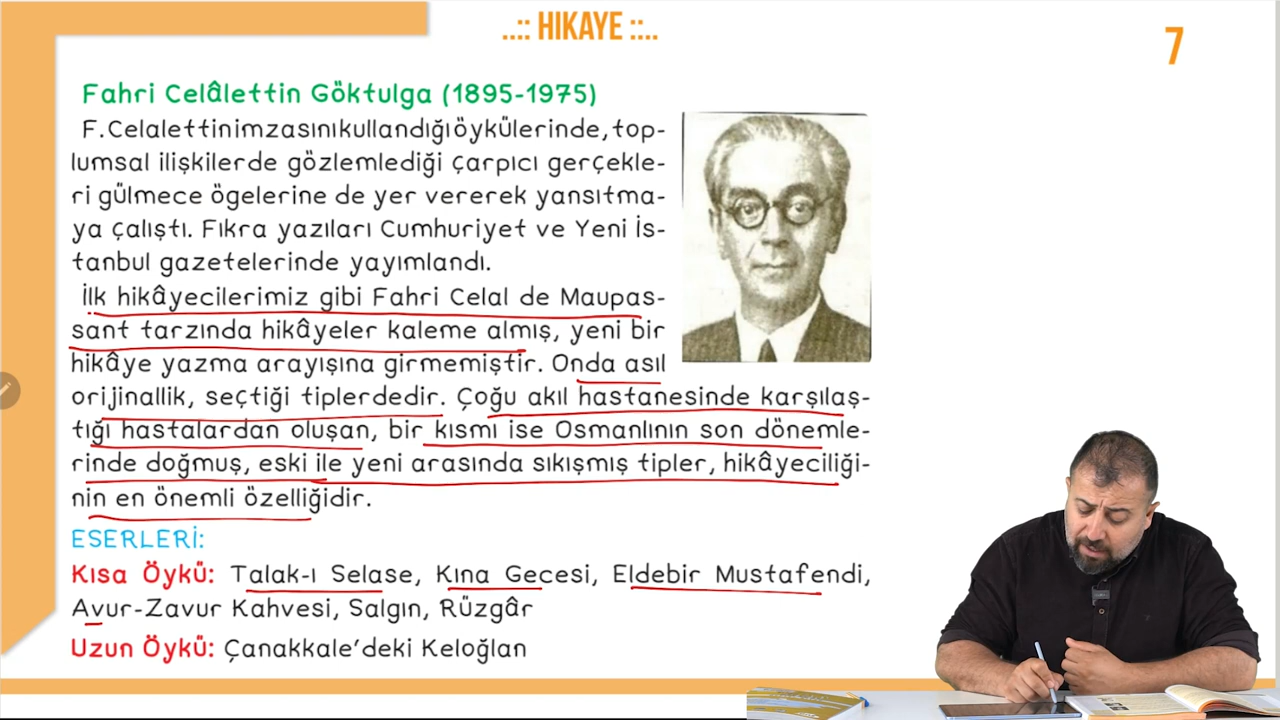 ..:: HIKAYE ::..
7
Fahri Celâlettin Göktulga (1895-1975)
F. Celalettin imzasını kullandığı öykülerinde, top-
lumsal ilişkilerde gözlemlediği çarpıcı gerçekle-
ri gülmece ögelerine de yer vererek yansıtma-
ya çalıştı. Fıkra yazıları Cumhuriyet ve Yeni İs-
tanbul gazetelerinde yayımlandı.
İlk hikâyecilerimiz gibi Fahri Celal de Maupas-
sant tarzında hikâyeler kaleme almış, yeni bir
hikâye yazma arayışına girmemiştir. Onda asıl
orijinallik, seçtiği tiplerdedir. Çoğu akıl hastanesinde karşılaş-
tığı hastalardan oluşan, bir kısmı ise Osmanlının son dönemle-
rinde doğmuş, eski ile yeni arasında sıkışmış tipler, hikâyeciliği-
nin en önemli özelliğidir.
ESERLERİ:
Kısa Öykü: Talak-ı Selase, Kına Gecesi, Eldebir Mustafendi,
Avur-Zavur Kahvesi, Salgın, Rüzgâr
Uzun Öykü: Çanakkale'deki Keloğlan